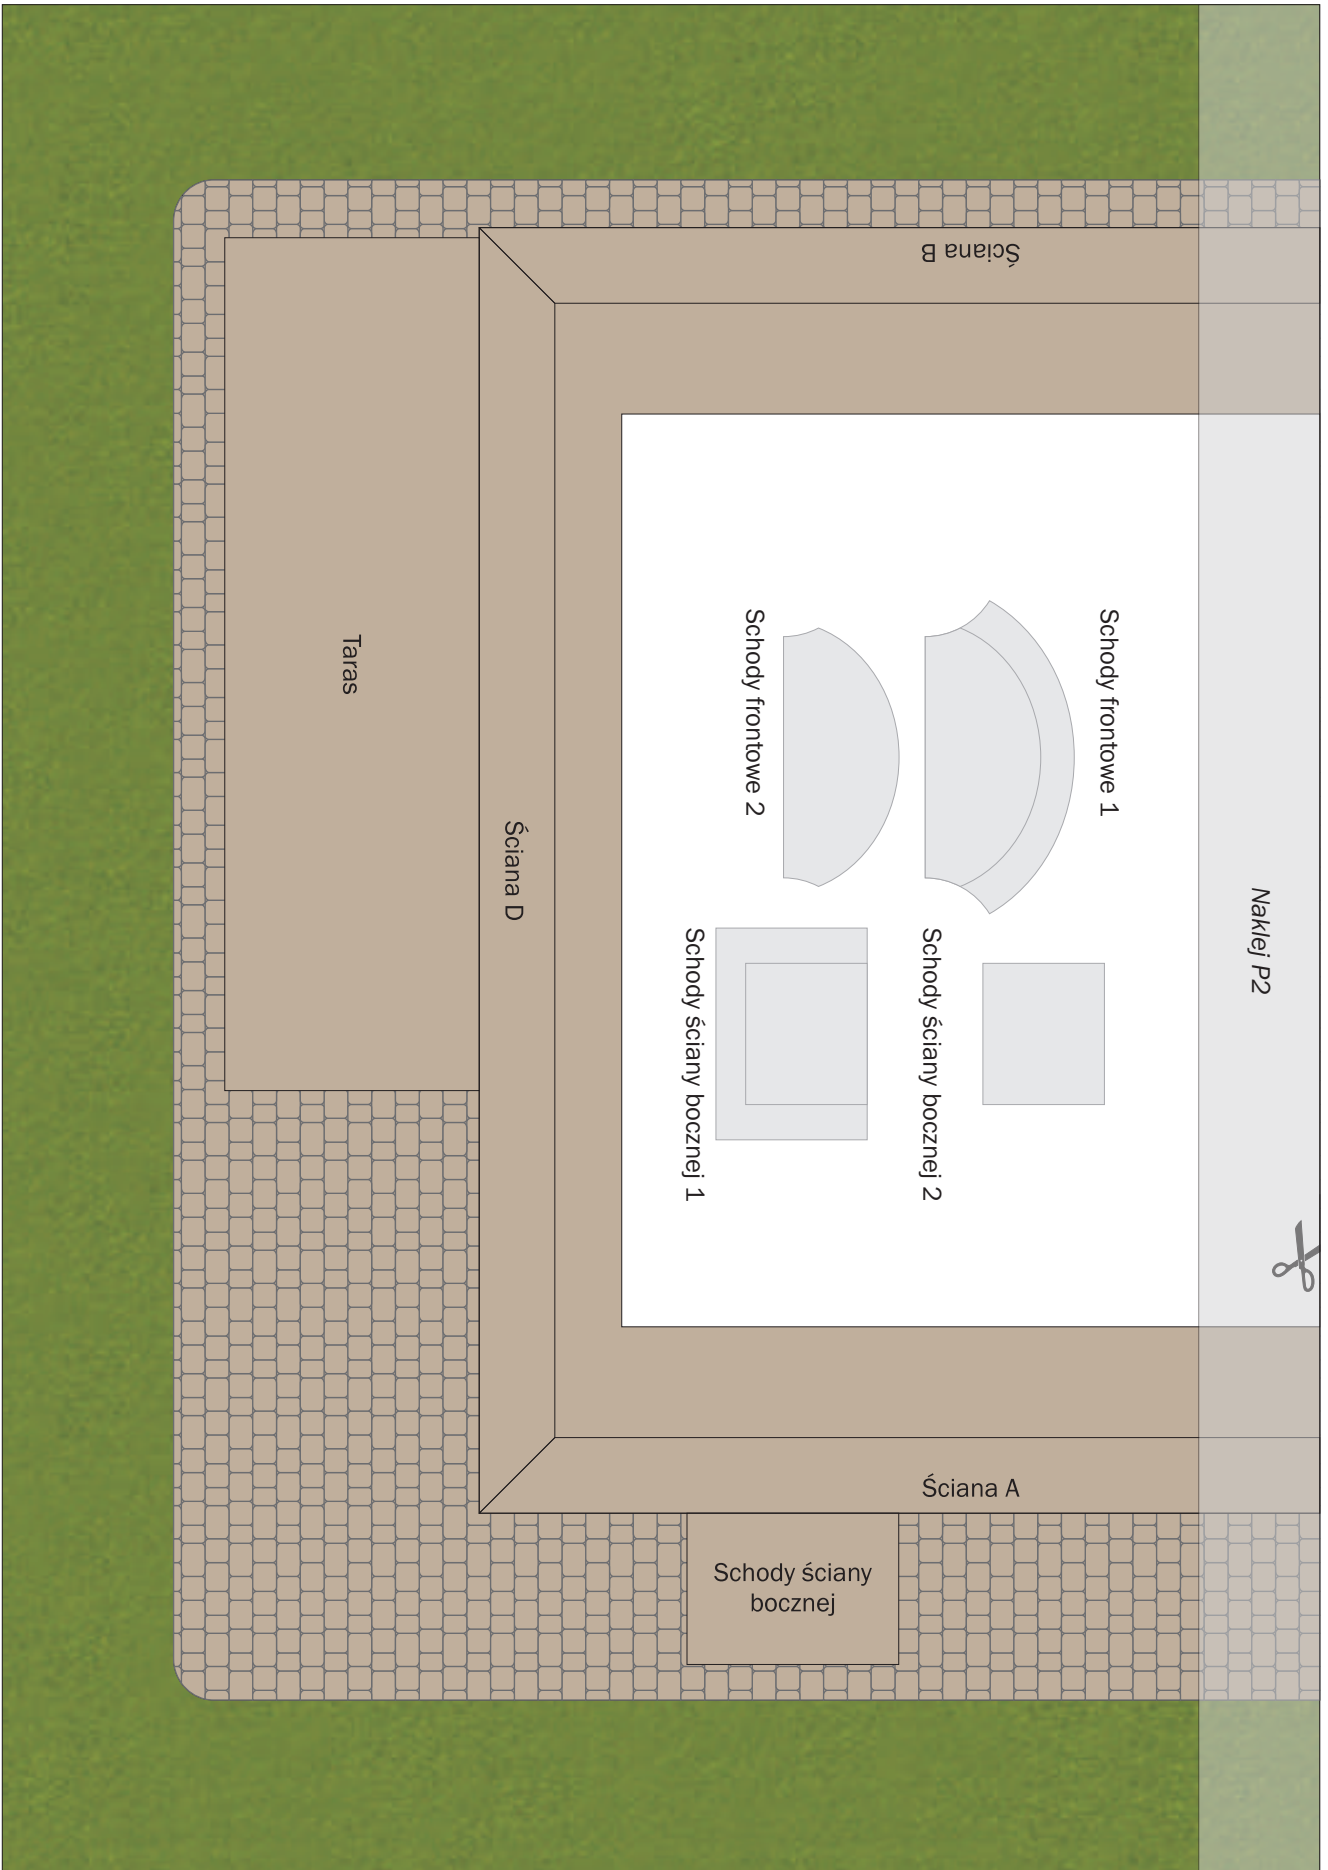 Ściana B
Schody frontowe 1
Schody frontowe 2
Taras
Ściana D
Naklej P2
Schody ściany bocznej 2
Schody ściany bocznej 1
Ściana A
Schody ściany
bocznej